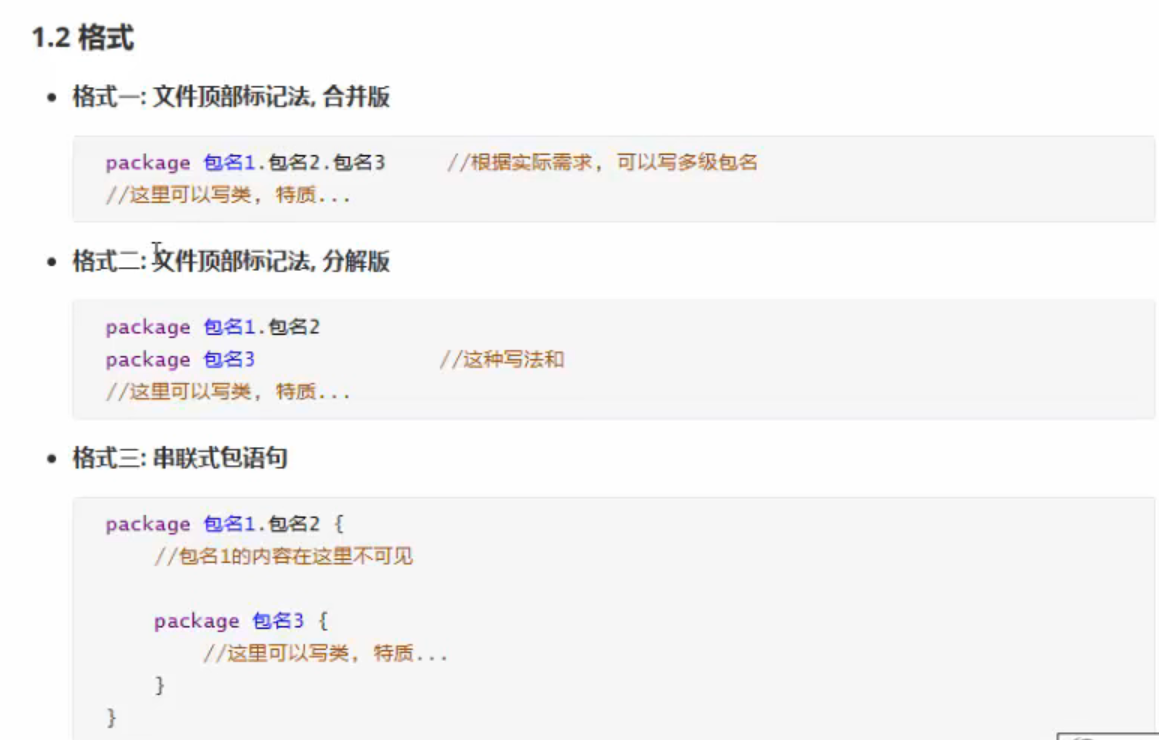 1.2 格式
• 格式一: 文件顶部标记法, 合并版
package 包名1.包名2.包名3 //根据实际需求, 可以写多级包名
//这里可以写类, 特质...
• 格式二: 文件顶部标记法, 分解版
package 包名1.包名2
package 包名3 //这种写法和
//这里可以写类, 特质...
• 格式三: 串联式包语句
package 包名1.包名2 {
//包名1的内容在这里不可见
package 包名3 {
//这里可以写类, 特质...
}
}